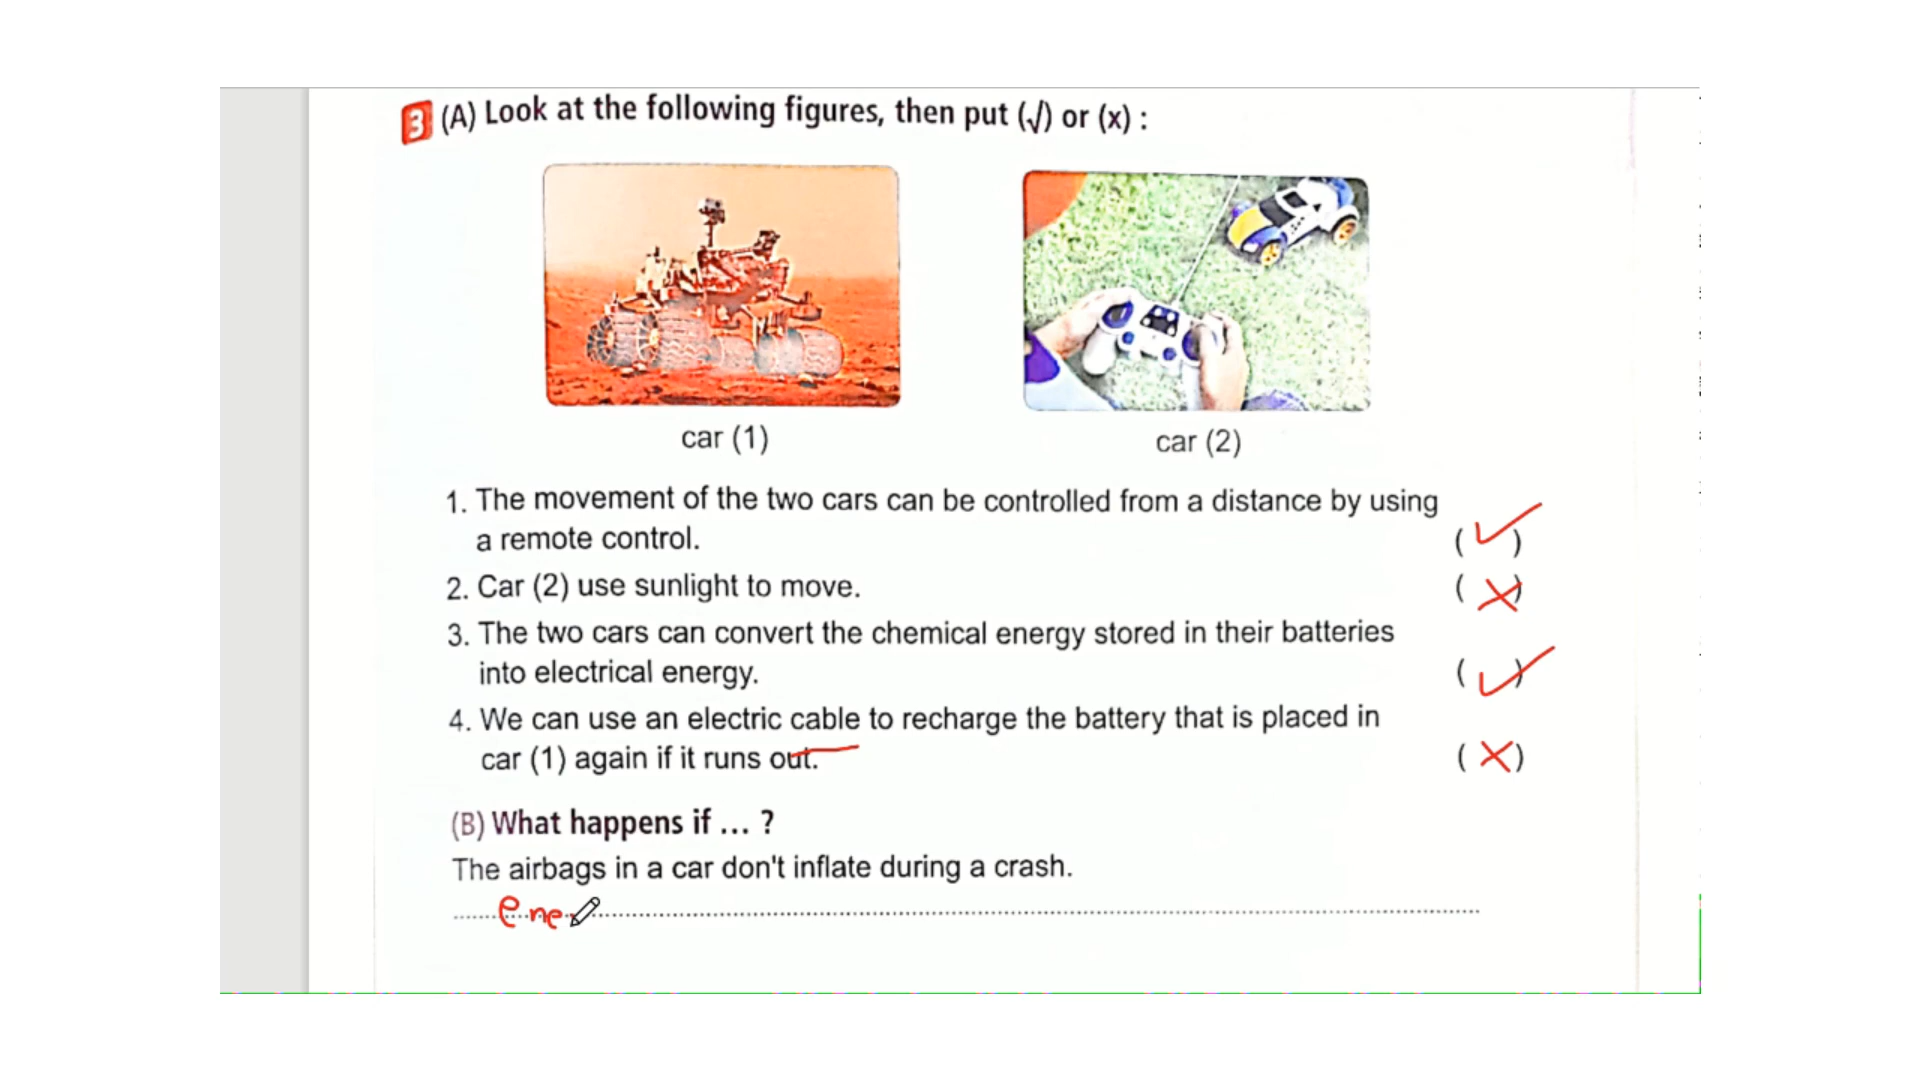 3 (A) Look at the following figures, then put (√) or (x) :
car (1)
car (2)
1. The movement of the two cars can be controlled from a distance by using
a remote control. (✓)
2. Car (2) use sunlight to move. (x)
3. The two cars can convert the chemical energy stored in their batteries
into electrical energy. (✓)
4. We can use an electric cable to recharge the battery that is placed in
car (1) again if it runs out. (x)
(B) What happens if ... ?
The airbags in a car don't inflate during a crash.
ene